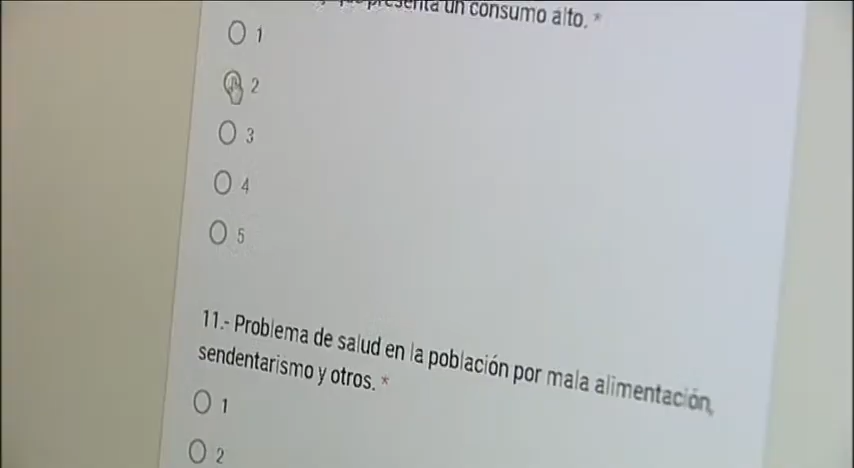 presenta un consumo alto. *
1
2
3
4
5
11.- Problema de salud en la población por mala alimentación,
sendentarismo y otros. *
1
2